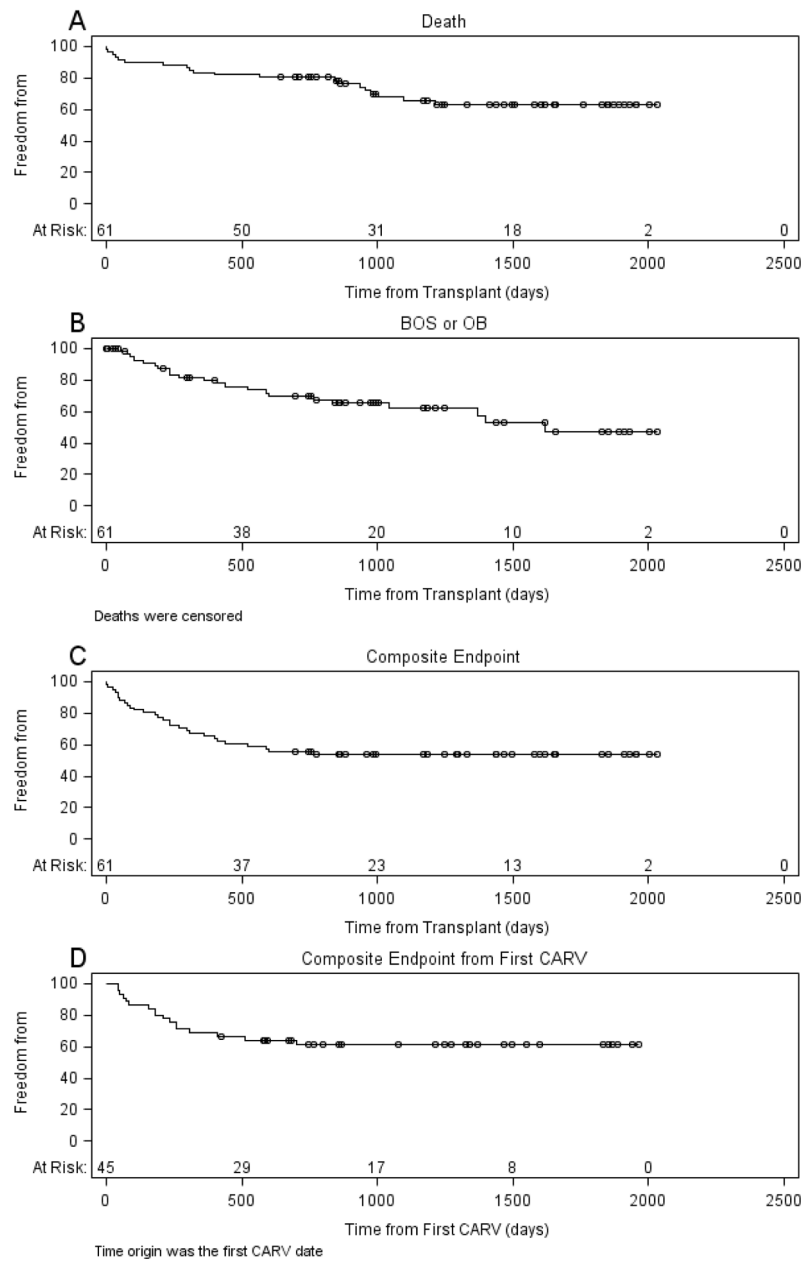 A
Death
100
80
60
40
20
0
Freedom from
At Risk: 61 50 31 18 2 0
0 500 1000 1500 2000 2500
Time from Transplant (days)
B
BOS or OB
100
80
60
40
20
0
Freedom from
At Risk: 61 38 20 10 2 0
0 500 1000 1500 2000 2500
Time from Transplant (days)
Deaths were censored
C
Composite Endpoint
100
80
60
40
20
0
Freedom from
At Risk: 61 37 23 13 2 0
0 500 1000 1500 2000 2500
Time from Transplant (days)
D
Composite Endpoint from First CARV
100
80
60
40
20
0
Freedom from
At Risk: 45 29 17 8 0
0 500 1000 1500 2000 2500
Time from First CARV (days)
Time origin was the first CARV date